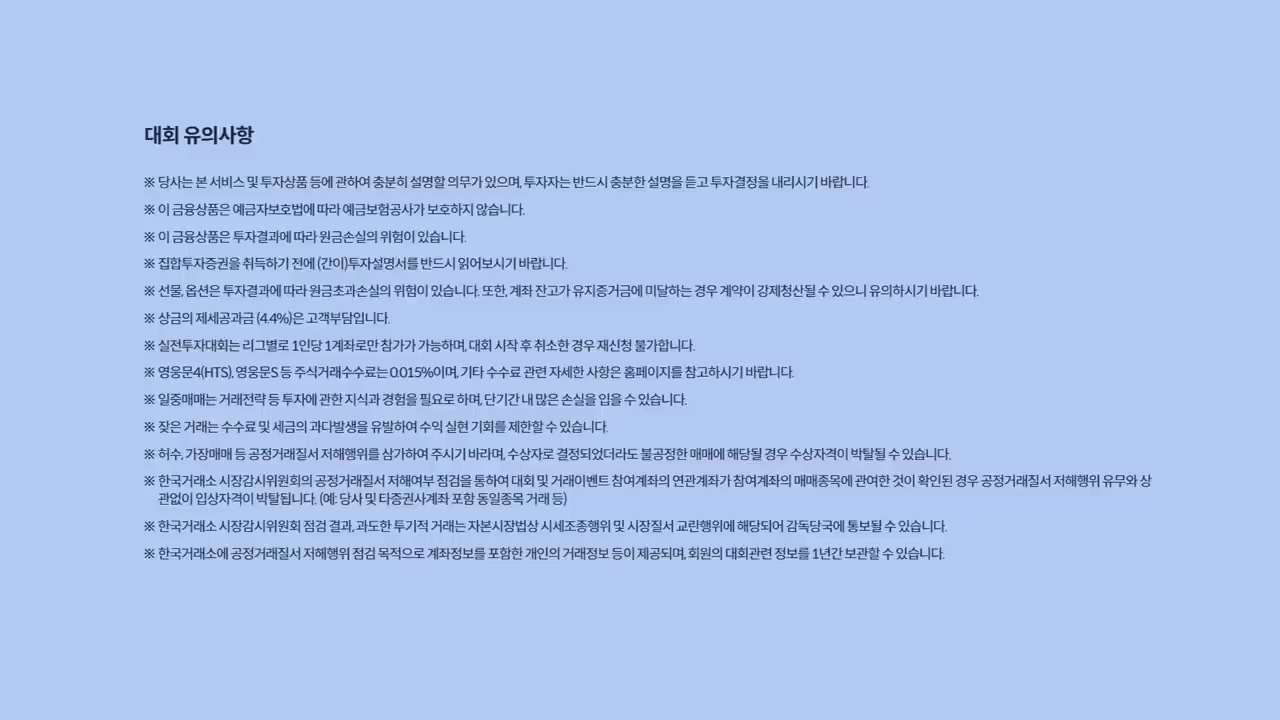 대회 유의사항
※ 당사는 본 서비스 및 투자상품 등에 관하여 충분히 설명할 의무가 있으며, 투자자는 반드시 충분한 설명을 듣고 투자결정을 내리시기 바랍니다.
※ 이 금융상품은 예금자보호법에 따라 예금보험공사가 보호하지 않습니다.
※ 이 금융상품은 투자결과에 따라 원금손실의 위험이 있습니다.
※ 집합투자증권을 취득하기 전에 (간이)투자설명서를 반드시 읽어보시기 바랍니다.
※ 선물, 옵션은 투자결과에 따라 원금초과손실의 위험이 있습니다. 또한, 계좌 잔고가 유지증거금에 미달하는 경우 계약이 강제청산될 수 있으니 유의하시기 바랍니다.
※ 상금의 제세공과금 (4.4%)은 고객부담입니다.
※ 실전투자대회는 리그별로 1인당 1계좌로만 참가가 가능하며, 대회 시작 후 취소한 경우 재신청 불가합니다.
※ 영웅문4(HTS), 영웅문S 등 주식거래수수료는 0.015%이며, 기타 수수료 관련 자세한 사항은 홈페이지를 참고하시기 바랍니다.
※ 일중매매는 거래전략 등 투자에 관한 지식과 경험을 필요로 하며, 단기간 내 많은 손실을 입을 수 있습니다.
※ 잦은 거래는 수수료 및 세금의 과다발생을 유발하여 수익 실현 기회를 제한할 수 있습니다.
※ 허수, 가장매매 등 공정거래질서 저해행위를 삼가하여 주시기 바라며, 수상자로 결정되었더라도 불공정한 매매에 해당될 경우 수상자격이 박탈될 수 있습니다.
※ 한국거래소 시장감시위원회의 공정거래질서 저해여부 점검을 통하여 대회 및 거래이벤트 참여계좌의 연관계좌가 참여계좌의 매매종목에 관여한 것이 확인된 경우 공정거래질서 저해행위 유무와 상
관없이 입상자격이 박탈됩니다. (예: 당사 및 타증권사계좌 포함 동일종목 거래 등)
※ 한국거래소 시장감시위원회 점검 결과, 과도한 투기적 거래는 자본시장법상 시세조종행위 및 시장질서 교란행위에 해당되어 감독당국에 통보될 수 있습니다.
※ 한국거래소에 공정거래질서 저해행위 점검 목적으로 계좌정보를 포함한 개인의 거래정보 등이 제공되며, 회원의 대회관련 정보를 1년간 보관할 수 있습니다.